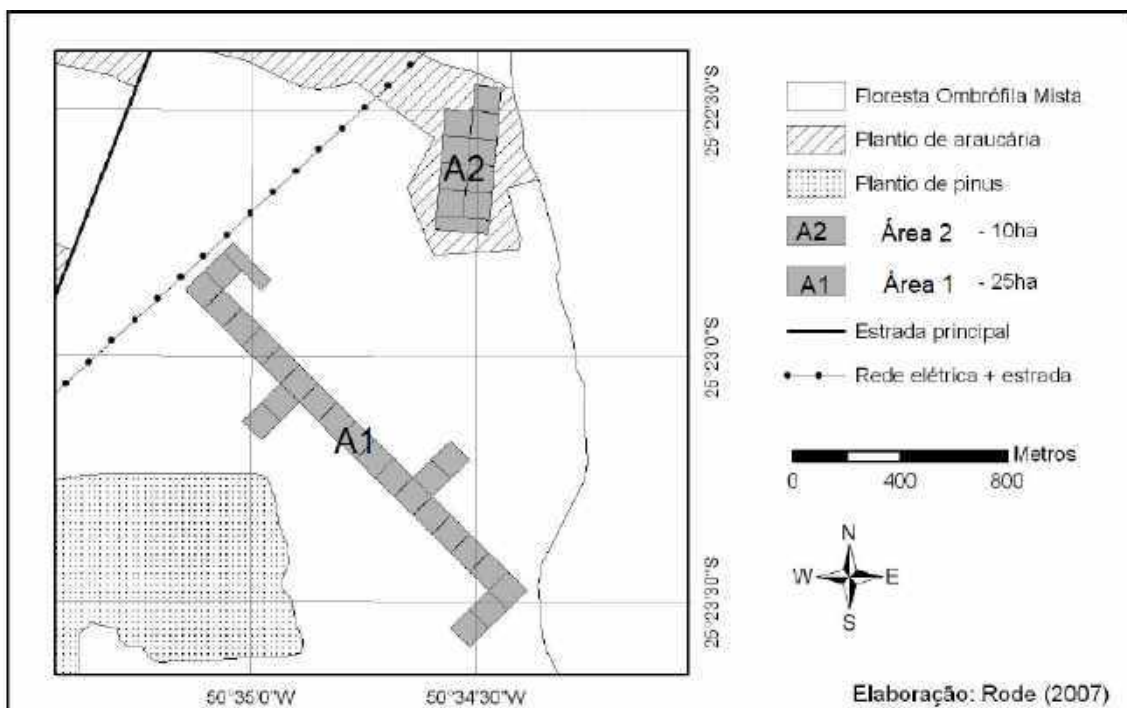 A2
A1
25°22'30"S
25°23'0"S
25°23'30"S
50°35'0"W
50°34'30"W
Floresta Ombrófila Mista
Plantio de araucária
Plantio de pinus
A2 Área 2 - 10ha
A1 Área 1 - 25ha
Estrada principal
Rede elétrica + estrada
Metros
0 400 800
N
W E
S
Elaboração: Rode (2007)